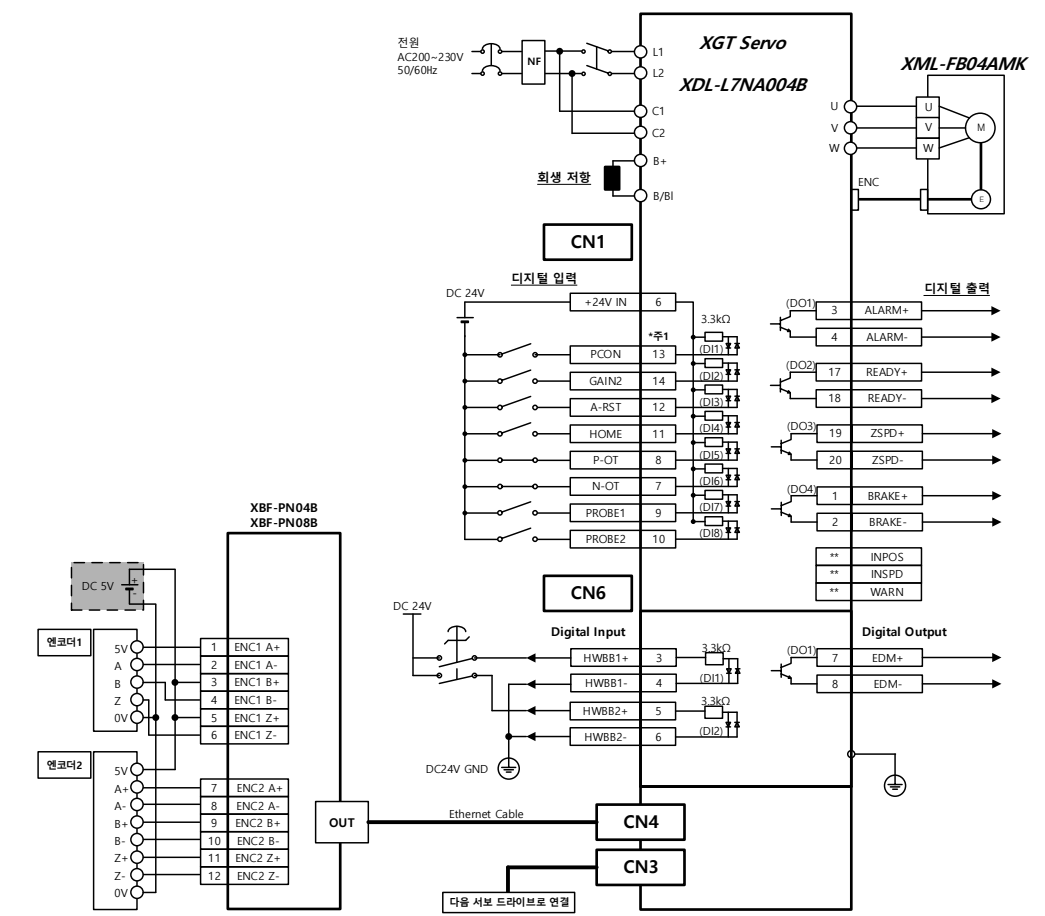 전원
AC200~230V
50/60Hz
NF
L1
L2
C1
C2
B+
B/Bl
회생 저항
XGT Servo
XDL-L7NA004B
XML-FB04AMK
U
V
W
U
V
W
M
ENC
E
CN1
디지털 입력
DC 24V
+24V IN 6
3.3kΩ
*주1
PCON 13 (DI1)
GAIN2 14 (DI2)
A-RST 12 (DI3)
HOME 11 (DI4)
P-OT 8 (DI5)
N-OT 7 (DI6)
PROBE1 9 (DI7)
PROBE2 10 (DI8)
디지털 출력
(DO1) 3 ALARM+
4 ALARM-
(DO2) 17 READY+
18 READY-
(DO3) 19 ZSPD+
20 ZSPD-
(DO4) 1 BRAKE+
2 BRAKE-
** INPOS
** INSPD
** WARN
CN6
DC 24V
Digital Input
HWBB1+ 3 3.3kΩ
HWBB1- 4 (DI1)
HWBB2+ 5 3.3kΩ
HWBB2- 6 (DI2)
DC24V GND
Digital Output
(DO1) 7 EDM+
8 EDM-
XBF-PN04B
XBF-PN08B
DC 5V
+
-
엔코더1
5V 1 ENC1 A+
A 2 ENC1 A-
B 3 ENC1 B+
Z 4 ENC1 B-
0V 5 ENC1 Z+
6 ENC1 Z-
엔코더2
5V
A+ 7 ENC2 A+
A- 8 ENC2 A-
B+ 9 ENC2 B+
B- 10 ENC2 B-
Z+ 11 ENC2 Z+
Z- 12 ENC2 Z-
0V
OUT
Ethernet Cable
CN4
CN3
다음 서보 드라이브로 연결